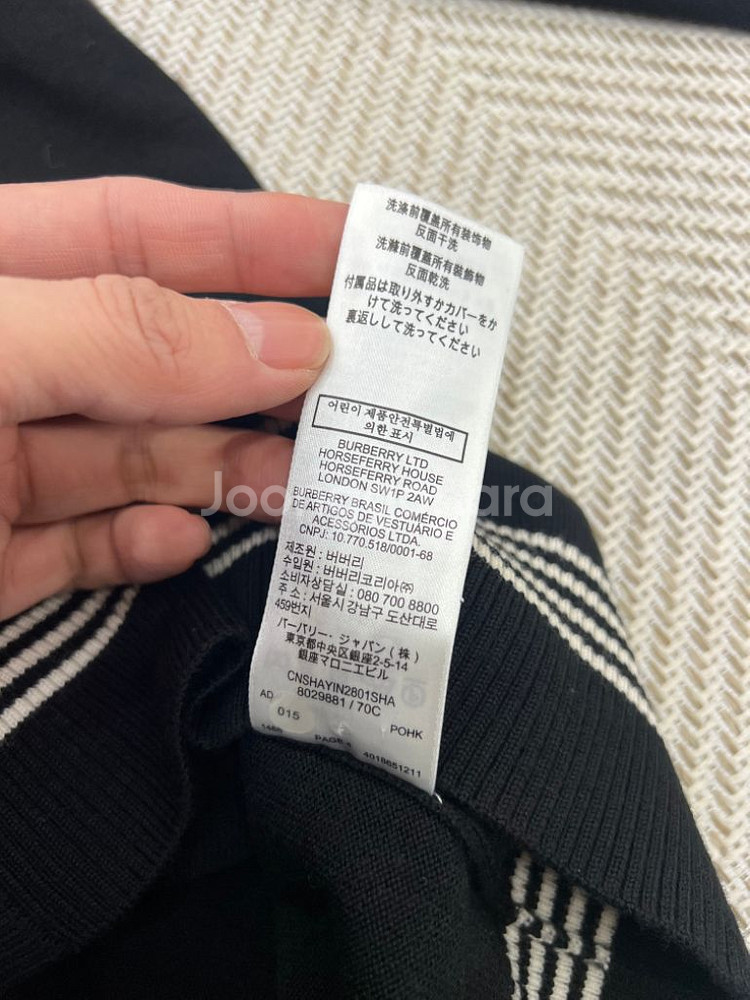 洗涤前覆盖所有装饰物
反面干洗
洗滌前覆蓋所有裝飾物
反面乾洗
付属品は取り外すかカバーをか
けて洗ってください
裏返しして洗ってください
어린이 제품안전특별법에
의한 표시
BURBERRY LTD
HORSEFERRY HOUSE
HORSEFERRY ROAD
LONDON SW1P 2AW
BURBERRY BRASIL COMÉRCIO
DE ARTIGOS DE VESTUÁRIO E
ACESSÓRIOS LTDA.
CNPJ: 10.770.518/0001-68
제조원 : 버버리
수입원 : 버버리코리아㈜
소비자상담실 : 080 700 8800
주 소 : 서울시 강남구 도산대로
459번지
バーバリー・ジャパン(株)
東京都中央区銀座2-5-14
銀座マロニエビル
CNSHAYIN2801SHA
8029881 / 70C
AD
015
POHK
4018651211